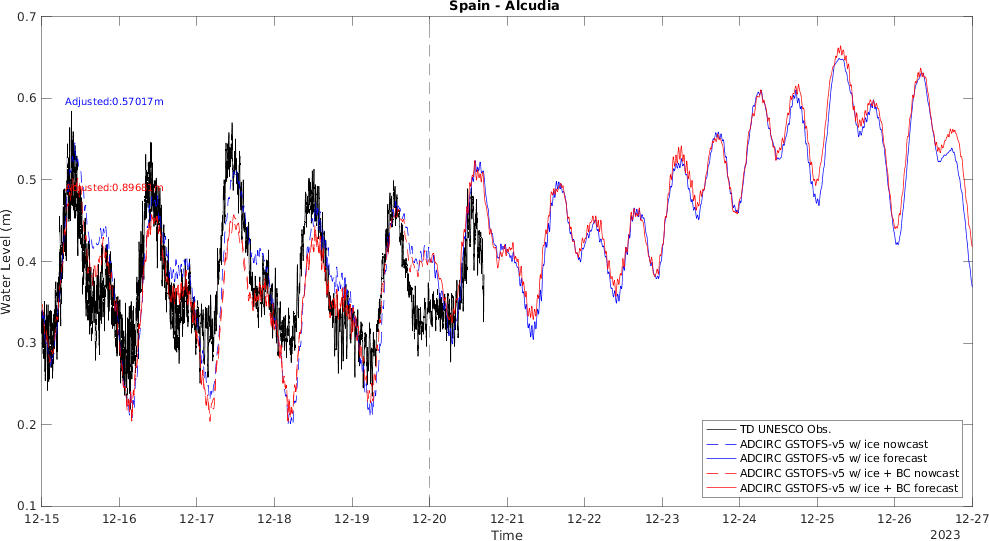 Spain - Alcudia
0.7
0.6
0.5
0.4
0.3
0.2
0.1
Water Level (m)
Adjusted:0.57017m
TD UNESCO Obs.
ADCIRC GSTOFS-v5 w/ ice nowcast
ADCIRC GSTOFS-v5 w/ ice forecast
ADCIRC GSTOFS-v5 w/ ice + BC nowcast
ADCIRC GSTOFS-v5 w/ ice + BC forecast
12-15 12-16 12-17 12-18 12-19 12-20 12-21 12-22 12-23 12-24 12-25 12-26 12-27
Time
2023